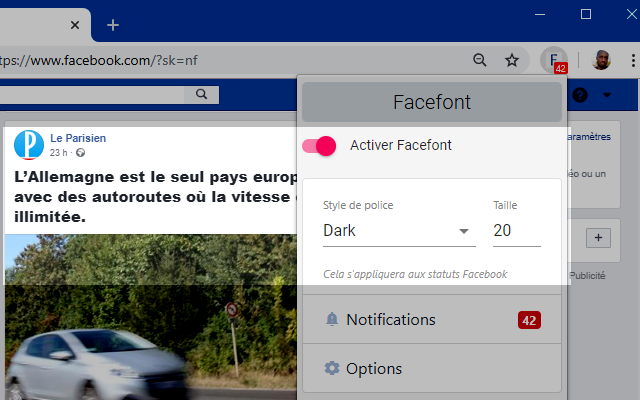 ttps://www.facebook.com/?sk=nf
F
42
Facefont
Activer Facefont
Le Parisien
23 h
L'Allemagne est le seul pays europ
avec des autoroutes où la vitesse
illimitée.
Style de police
Taille
Dark
20
Cela s'appliquera aux statuts Facebook
Notifications
42
Options
aramètres
éo ou un
+
Publicité